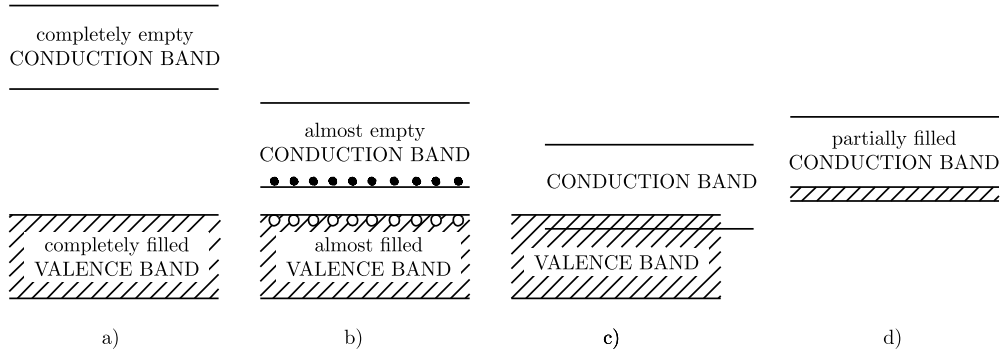 completely empty
CONDUCTION BAND
completely filled
VALENCE BAND
a)
almost empty
CONDUCTION BAND
almost filled
VALENCE BAND
b)
CONDUCTION BAND
VALENCE BAND
c)
partially filled
CONDUCTION BAND
d)